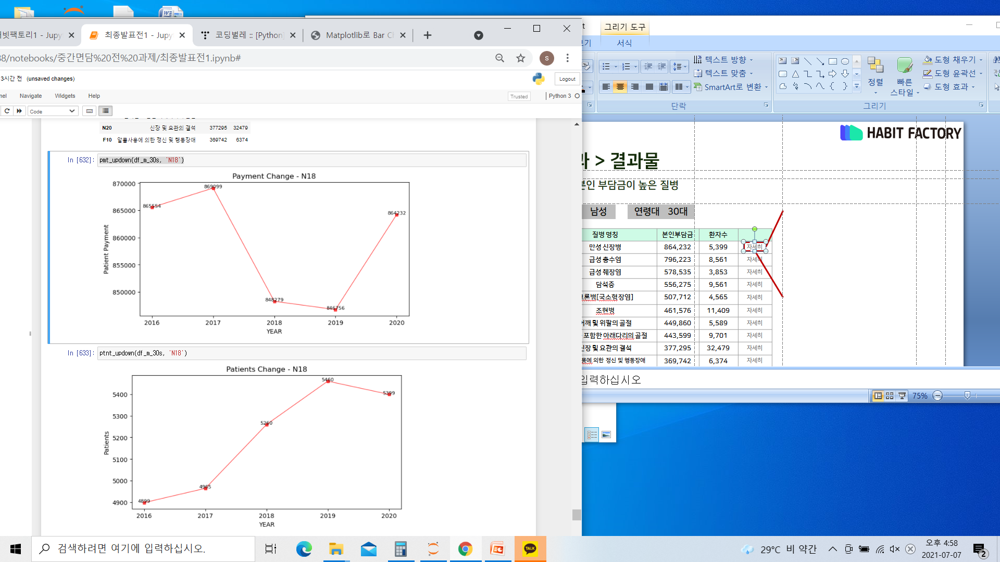 최종발표전1 - Jupy
코딩벌레 :: [Python]
Matplotlib로 Bar C
88/notebooks/중간면담%20전%20과제/최종발표전1.ipynb#
s
3시간 전 (unsaved changes)
Logout
nel Navigate Widgets Help
Trusted
Python 3
Code
N20 신장 및 요관의 결석 377295 32479
F10 알콜사용에 의한 정신 및 행동장애 369742 6374
In [632]: pmt_updown(df_m_30s, 'N18')
Payment Change - N18
Patient Payment
870000
865000
860000
855000
850000
865554
869099
848279
846756
864232
2016 2017 2018 2019 2020
YEAR
In [633]: ptnt_updown(df_m_30s, 'N18')
Patients Change - N18
Patients
5400
5300
5200
5100
5000
4900
4899
4965
5260
5460
5399
2016 2017 2018 2019 2020
YEAR
그리기 도구
서식
텍스트 방향
텍스트 맞춤
SmartArt로 변환
단락
정렬
빠른
스타일
도형 채우기
도형 윤곽선
도형 효과
그리기
HABIT FACTORY
과 > 결과물
본인 부담금이 높은 질병
남성 연령대 30대
질병 명칭 본인부담금 환자수
만성 신장병 864,232 5,399 자세히
급성 충수염 796,223 8,561 자세히
급성 췌장염 578,535 3,853 자세히
담석증 556,275 9,561 자세히
론병[국소형장염] 507,712 4,565 자세히
조현병 461,576 11,409 자세히
어깨 및 위팔의 골절 449,860 5,589 자세히
포함한 아래다리의 골절 443,599 9,701 자세히
신장 및 요관의 결석 377,295 32,479 자세히
용에 의한 정신 및 행동장애 369,742 6,374 자세히
입력하십시오
75%
검색하려면 여기에 입력하십시오.
TALK
29°C 비 약간
오후 4:58
2021-07-07
2